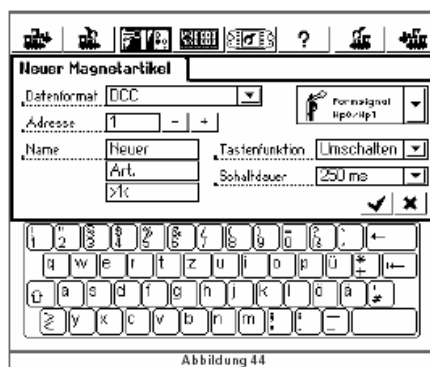 ?
Neuer Magnetartikel
Datenformat DCC
Formsignal
Hp0/Hp1
Adresse 1 - +
Name Neuer Tastenfunktion Umschalten
Art. Schaltdauer 250 ms
>1<
q w e r t z u i o p ü
a s d f g h j k l ö ä
y x c v b n m
Abbildung 44